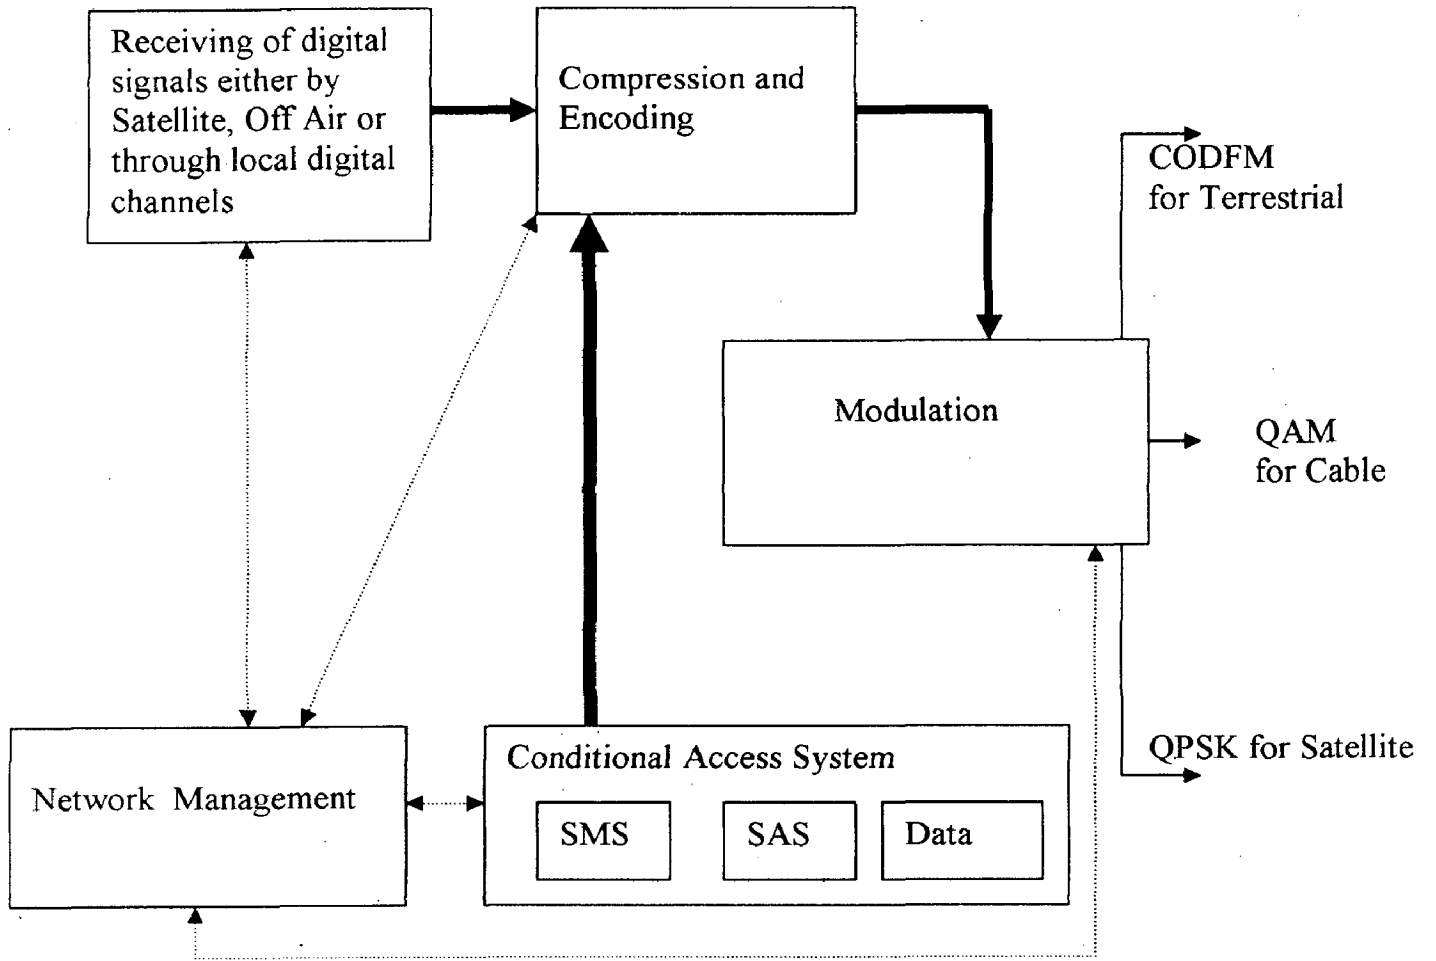 Receiving of digital
signals either by
Satellite, Off Air or
through local digital
channels
Compression and
Encoding
CODFM
for Terrestrial
Modulation
QAM
for Cable
QPSK for Satellite
Network Management
Conditional Access System
SMS
SAS
Data